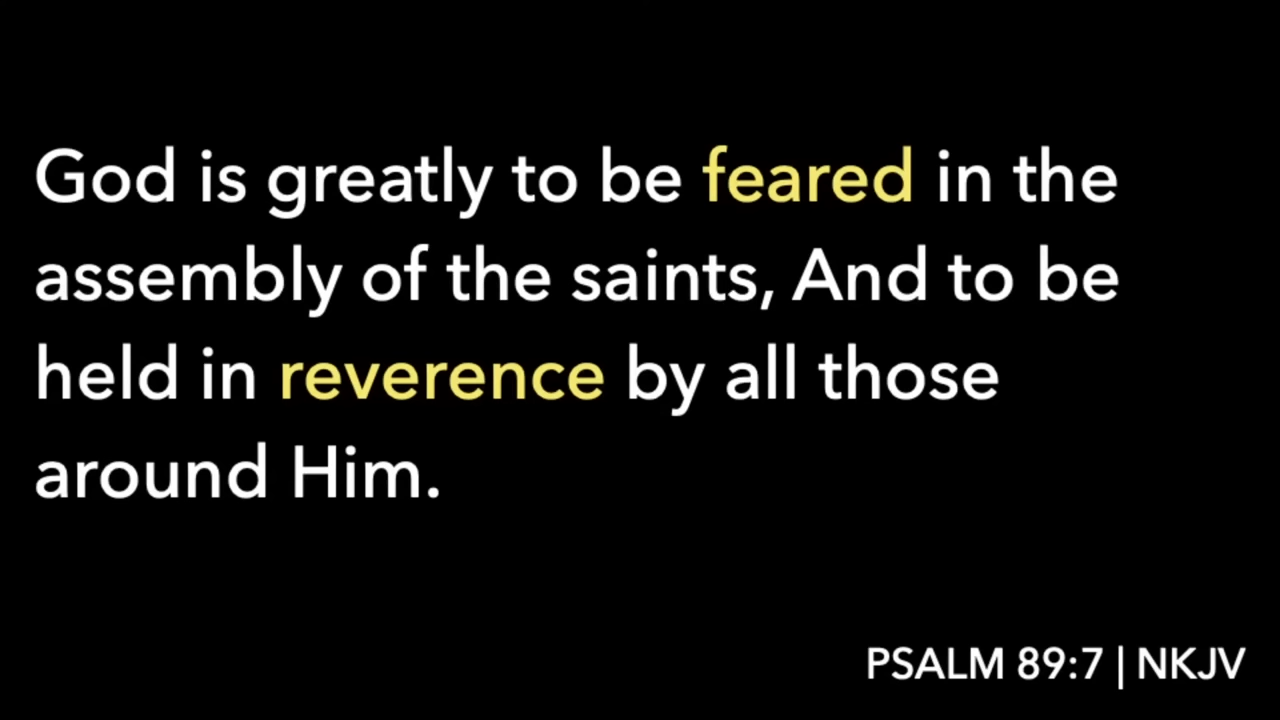 God is greatly to be feared in the
assembly of the saints, And to be
held in reverence by all those
around Him.
PSALM 89:7 | NKJV